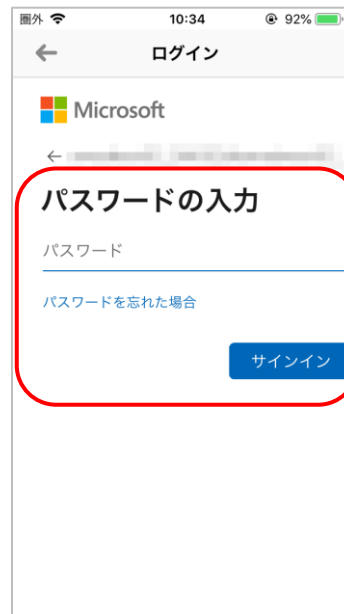 圏外 10:34 92%
← ログイン
Microsoft
←
パスワードの入力
パスワード
パスワードを忘れた場合
サインイン